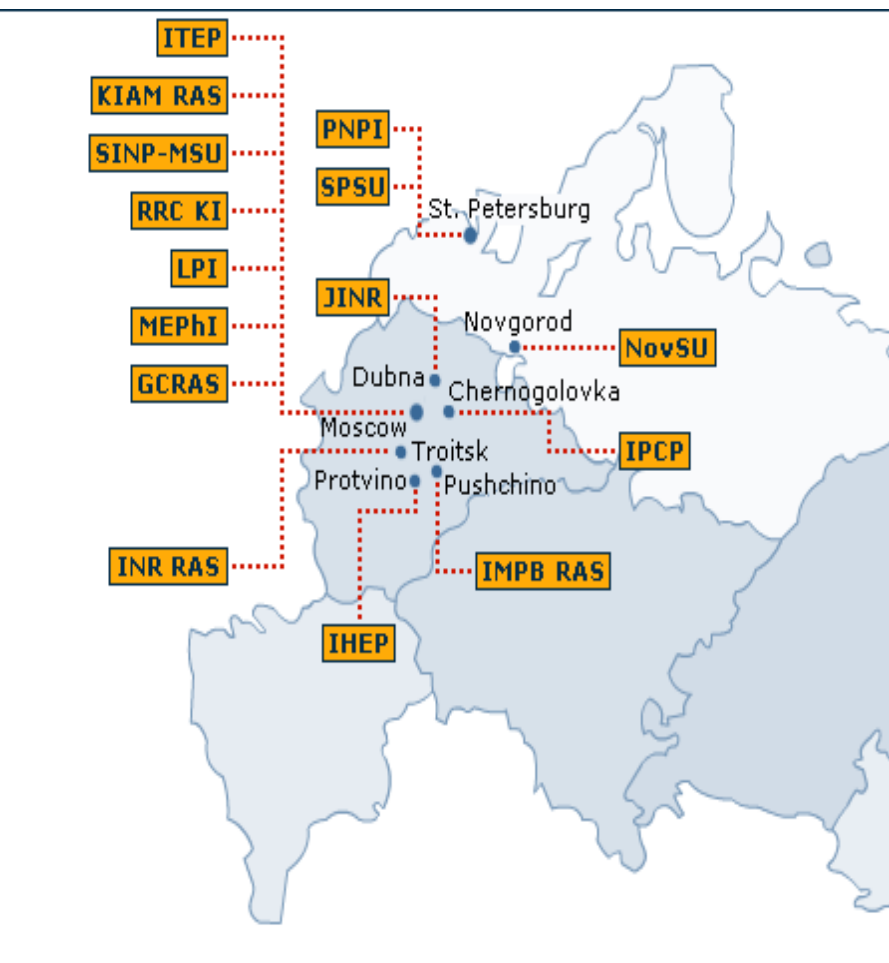 ITEP
KIAM RAS
SINP-MSU
RRC KI
LPI
MEPhI
GCRAS
PNPI
SPSU
St. Petersburg
JINR
Novgorod
NovSU
Dubna
Chernogolovka
Moscow
IPCP
Troitsk
Protvino
Pushchino
INR RAS
IMPB RAS
IHEP